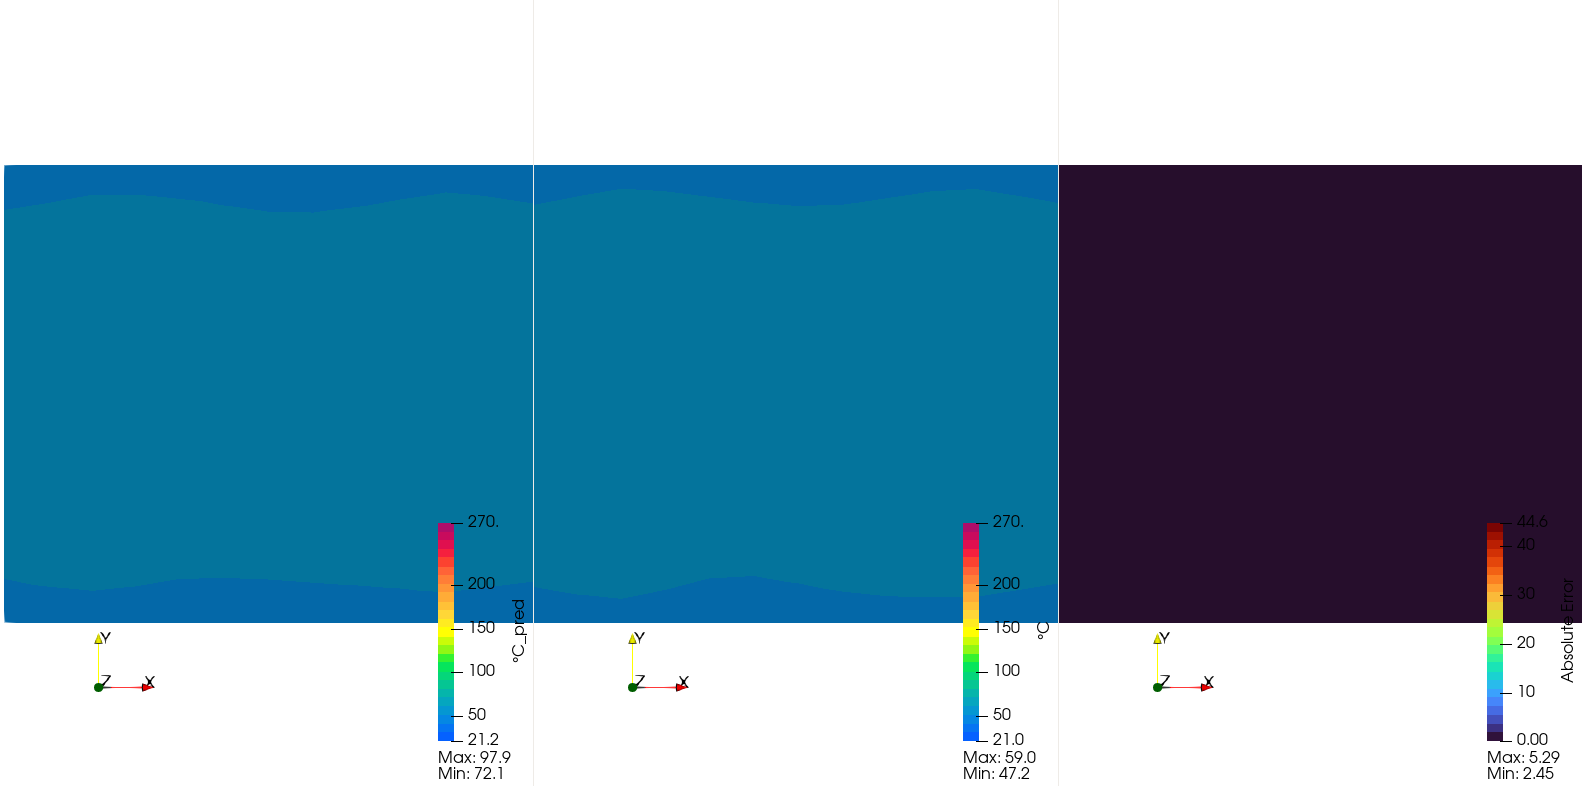 270.
200
150
100
50
21.2
°C_pred
Max: 97.9
Min: 72.1
Y
Z
X
270.
200
150
100
50
21.0
°C
Max: 59.0
Min: 47.2
Y
Z
X
44.6
40
30
20
10
0.00
Absolute Error
Max: 5.29
Min: 2.45
Y
Z
X